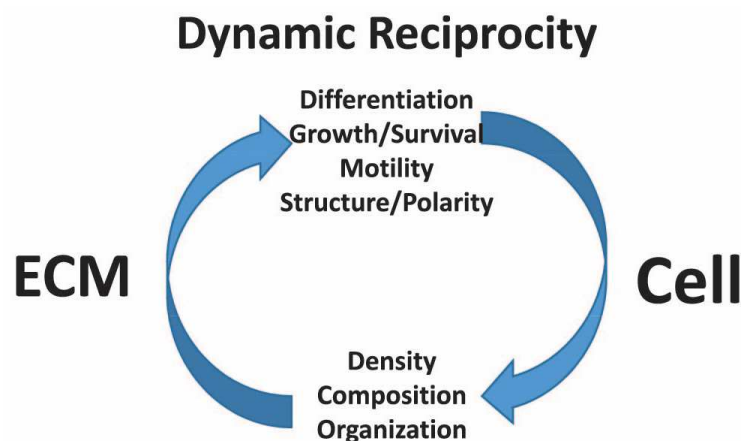 Dynamic Reciprocity
Differentiation
Growth/Survival
Motility
Structure/Polarity
ECM
Cell
Density
Composition
Organization